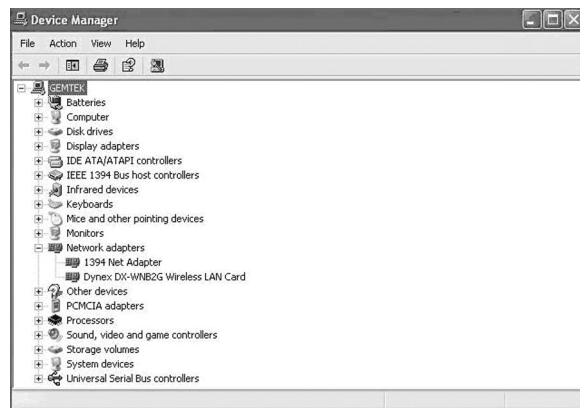 Device Manager
File Action View Help
GEMTEK
Batteries
Computer
Disk drives
Display adapters
IDE ATA/ATAPI controllers
IEEE 1394 Bus host controllers
Infrared devices
Keyboards
Mice and other pointing devices
Monitors
Network adapters
1394 Net Adapter
Dynex DX-WNB2G Wireless LAN Card
Other devices
PCMCIA adapters
Processors
Sound, video and game controllers
Storage volumes
System devices
Universal Serial Bus controllers